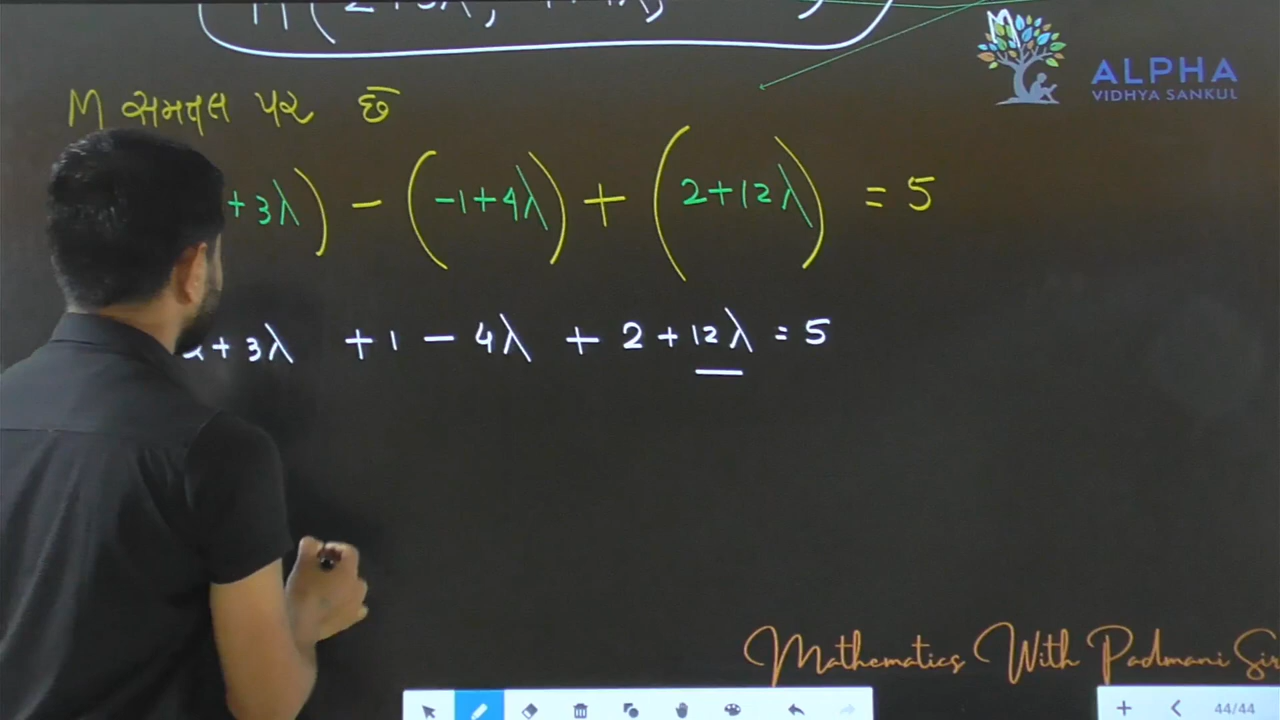 M સમતલ પર છે
+ 3λ) - (-1+4λ) + (2+12λ) = 5
+ 3λ + 1 - 4λ + 2 + 12λ = 5
ALPHA
VIDHYA SANKUL
Mathematics With Padmani Sir
44/44